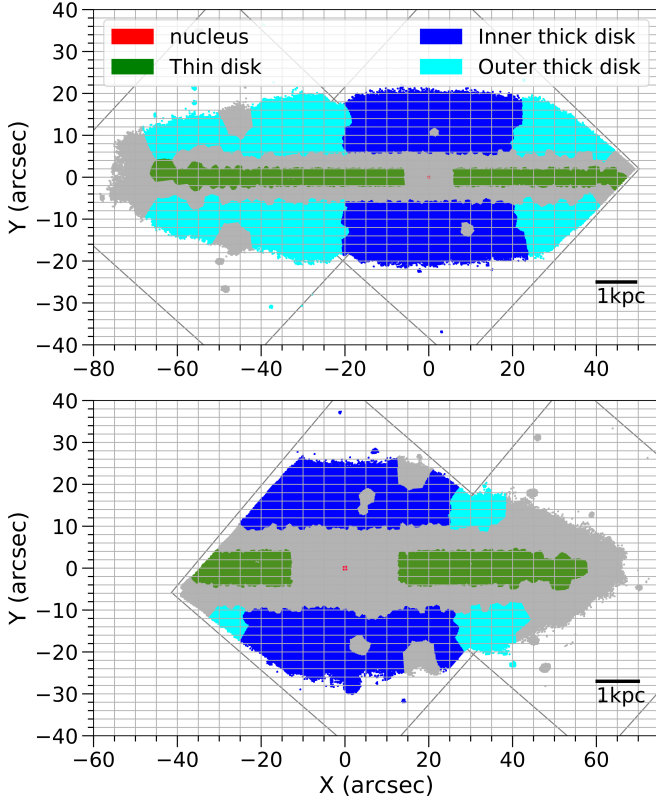 nucleus
Thin disk
Inner thick disk
Outer thick disk
40
30
20
10
0
−10
−20
−30
−40
Y (arcsec)
1kpc
−80 −60 −40 −20 0 20 40
40
30
20
10
0
−10
−20
−30
−40
Y (arcsec)
1kpc
−60 −40 −20 0 20 40 60
X (arcsec)